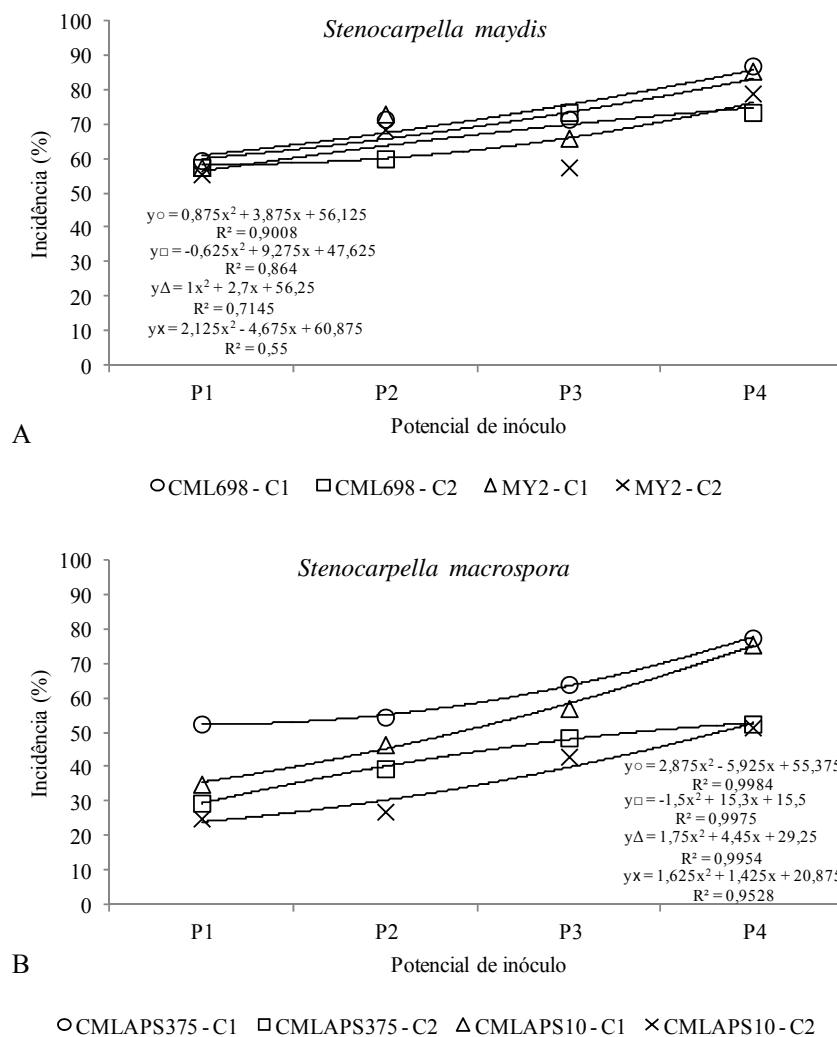 Stenocarpella maydis
100
90
80
70
60
50
40
30
20
10
0
Incidência (%)
y○ = 0,875x² + 3,875x + 56,125
R² = 0,9008
y□ = -0,625x² + 9,275x + 47,625
R² = 0,864
yΔ = 1x² + 2,7x + 56,25
R² = 0,7145
yx = 2,125x² - 4,675x + 60,875
R² = 0,55
P1 P2 P3 P4
Potencial de inóculo
A
○ CML698 - C1 □ CML698 - C2 Δ MY2 - C1 × MY2 - C2
Stenocarpella macrospora
100
90
80
70
60
50
40
30
20
10
0
Incidência (%)
y○ = 2,875x² - 5,925x + 55,375
R² = 0,9984
y□ = -1,5x² + 15,3x + 15,5
R² = 0,9975
yΔ = 1,75x² + 4,45x + 29,25
R² = 0,9954
yx = 1,625x² + 1,425x + 20,875
R² = 0,9528
P1 P2 P3 P4
Potencial de inóculo
B
○ CMLAPS375 - C1 □ CMLAPS375 - C2 Δ CMLAPS10 - C1 × CMLAPS10 - C2